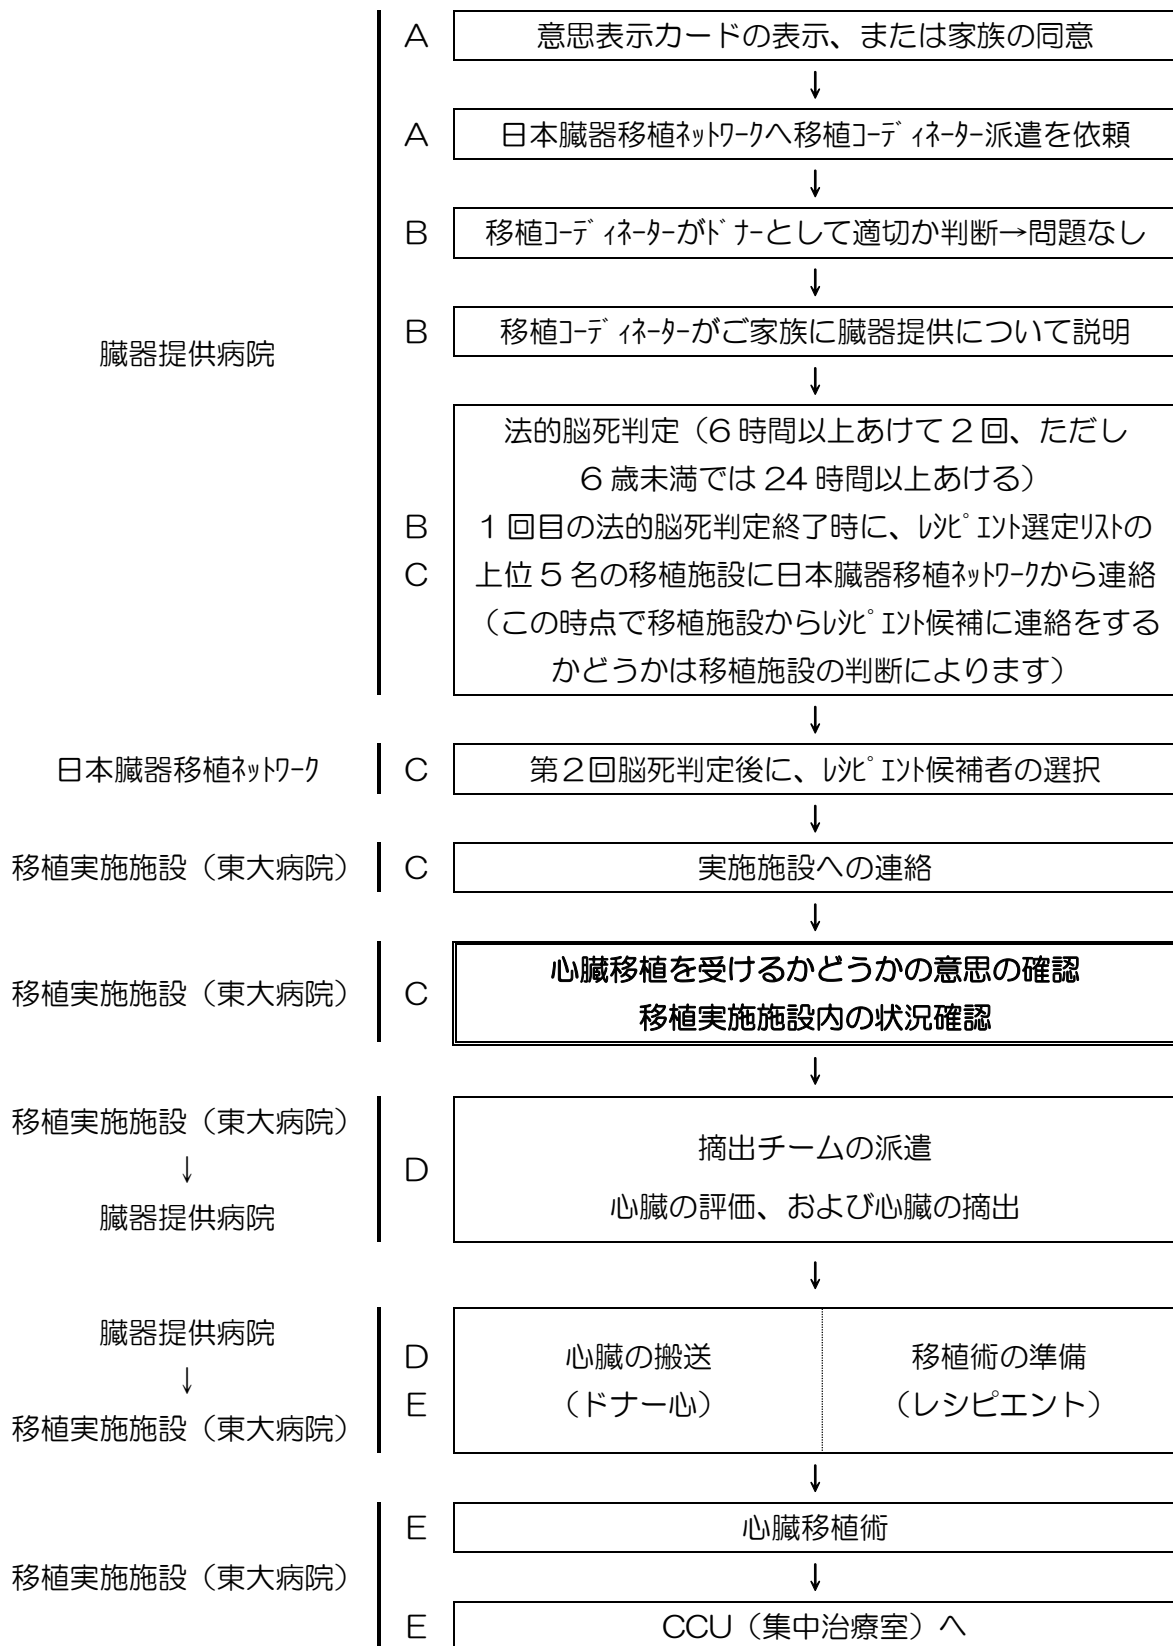 A 意思表示カードの表示、または家族の同意
↓
A 日本臓器移植ﾈｯﾄﾜｰｸへ移植ｺｰﾃﾞｨﾈｰﾀｰ派遣を依頼
↓
B 移植ｺｰﾃﾞｨﾈｰﾀｰがﾄﾞﾅｰとして適切か判断→問題なし
↓
B 移植ｺｰﾃﾞｨﾈｰﾀｰがご家族に臓器提供について説明
臓器提供病院
↓
法的脳死判定（6時間以上あけて2回、ただし
6歳未満では24時間以上あける）
B 1回目の法的脳死判定終了時に、ﾚｼﾋﾟｴﾝﾄ選定ﾘｽﾄの
C 上位5名の移植施設に日本臓器移植ﾈｯﾄﾜｰｸから連絡
（この時点で移植施設からﾚｼﾋﾟｴﾝﾄ候補に連絡をする
かどうかは移植施設の判断によります）
↓
日本臓器移植ﾈｯﾄﾜｰｸ C 第2回脳死判定後に、ﾚｼﾋﾟｴﾝﾄ候補者の選択
↓
移植実施施設（東大病院） C 実施施設への連絡
↓
移植実施施設（東大病院） C 心臓移植を受けるかどうかの意思の確認
移植実施施設内の状況確認
↓
移植実施施設（東大病院）
↓
臓器提供病院
D 摘出チームの派遣
心臓の評価、および心臓の摘出
↓
臓器提供病院
↓
移植実施施設（東大病院）
D 心臓の搬送 移植術の準備
E （ドナー心） （レシピエント）
↓
E 心臓移植術
移植実施施設（東大病院）
↓
E CCU（集中治療室）へ